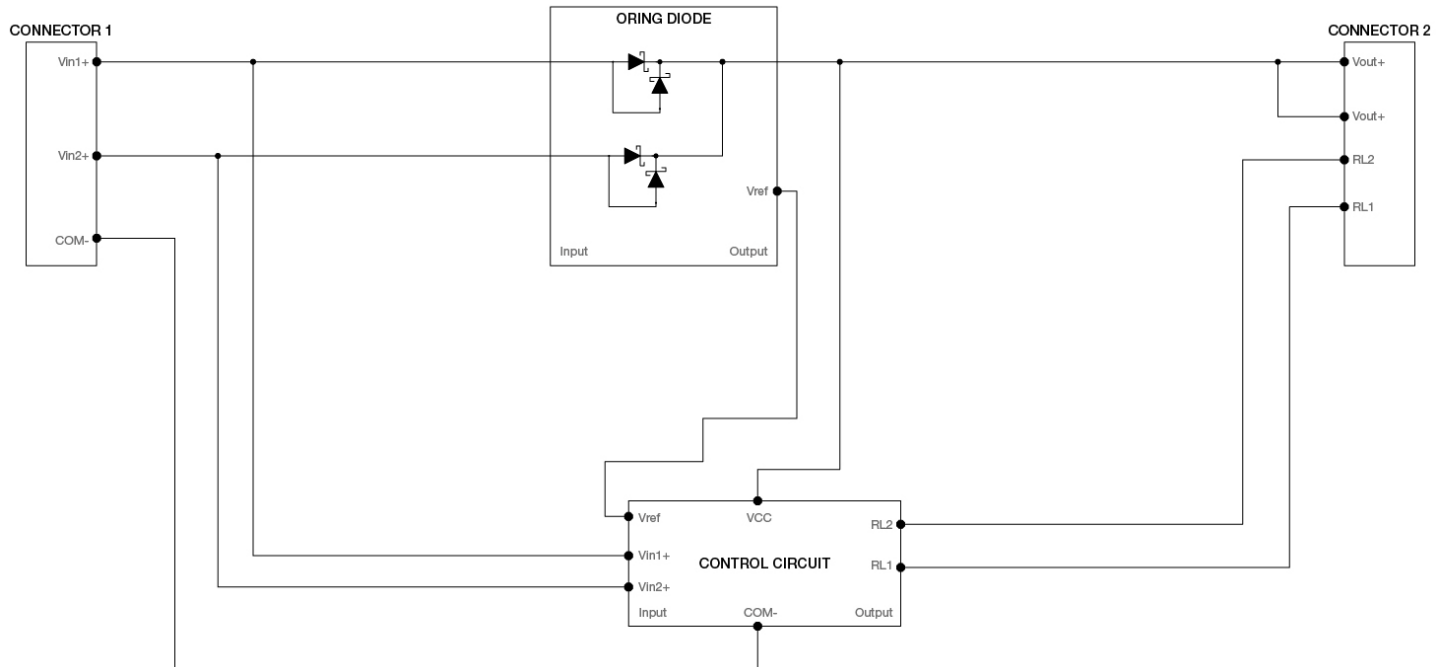 ORING DIODE
CONNECTOR 1
CONNECTOR 2
Vin1+
Vout+
Vout+
Vin2+
RL2
Vref
RL1
COM-
Input
Output
Vref
VCC
RL2
Vin1+
CONTROL CIRCUIT
RL1
Vin2+
Input
COM-
Output